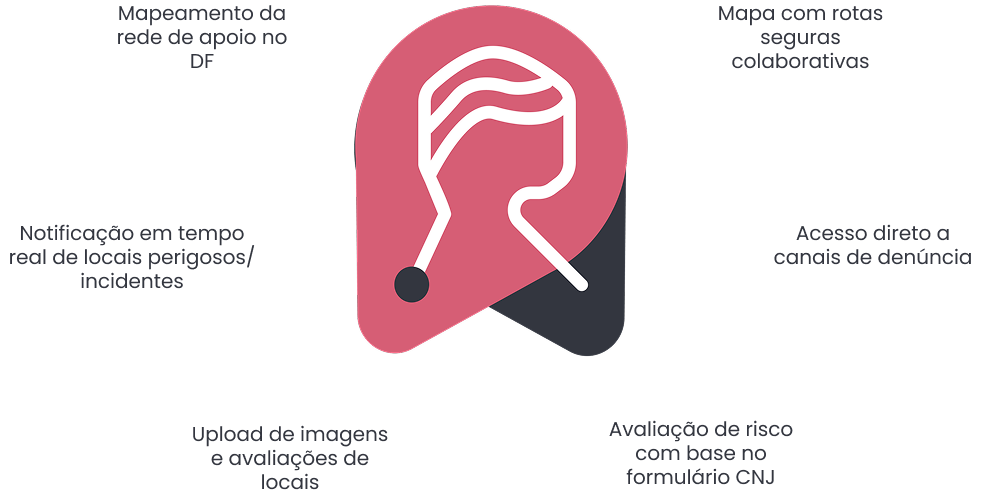 Mapeamento da
rede de apoio no
DF
Mapa com rotas
seguras
colaborativas
Notificação em tempo
real de locais perigosos/
incidentes
Acesso direto a
canais de denúncia
Upload de imagens
e avaliações de
locais
Avaliação de risco
com base no
formulário CNJ